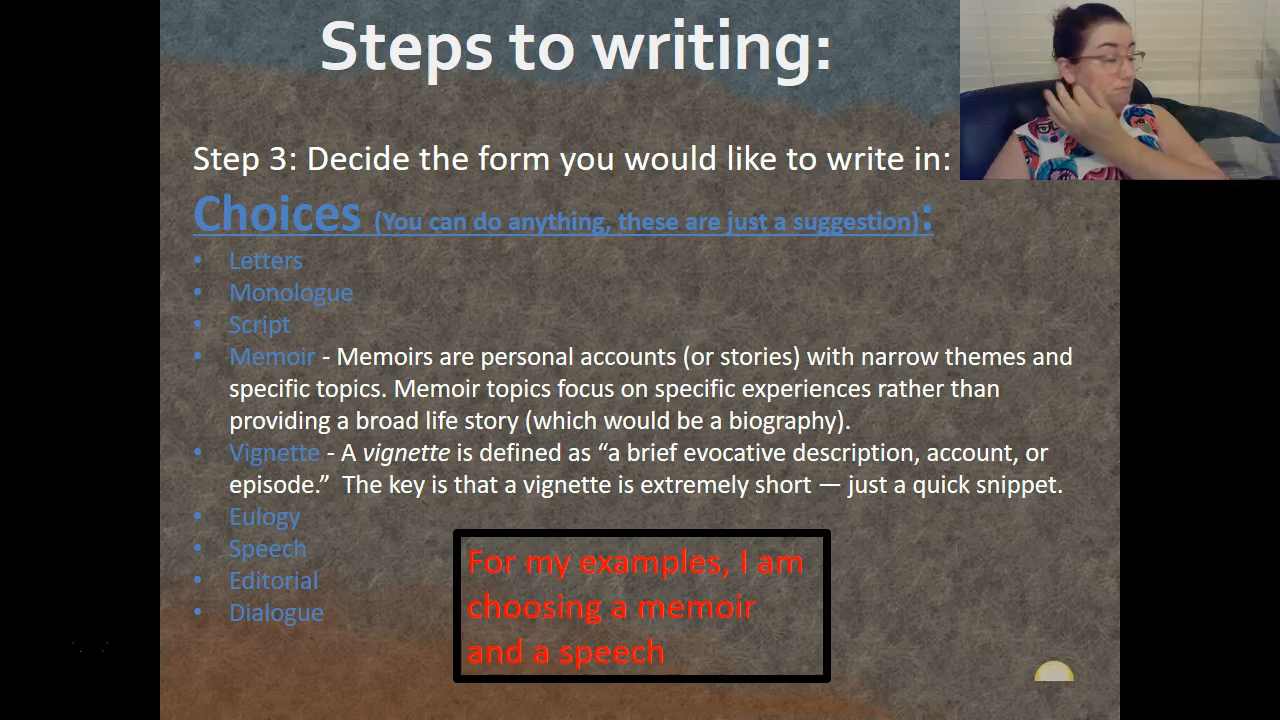 Steps to writing:
Step 3: Decide the form you would like to write in:
Choices (You can do anything, these are just a suggestion):
• Letters
• Monologue
• Script
• Memoir - Memoirs are personal accounts (or stories) with narrow themes and
specific topics. Memoir topics focus on specific experiences rather than
providing a broad life story (which would be a biography).
• Vignette - A vignette is defined as “a brief evocative description, account, or
episode.”  The key is that a vignette is extremely short — just a quick snippet.
• Eulogy
• Speech
• Editorial
• Dialogue
For my examples, I am
choosing a memoir
and a speech